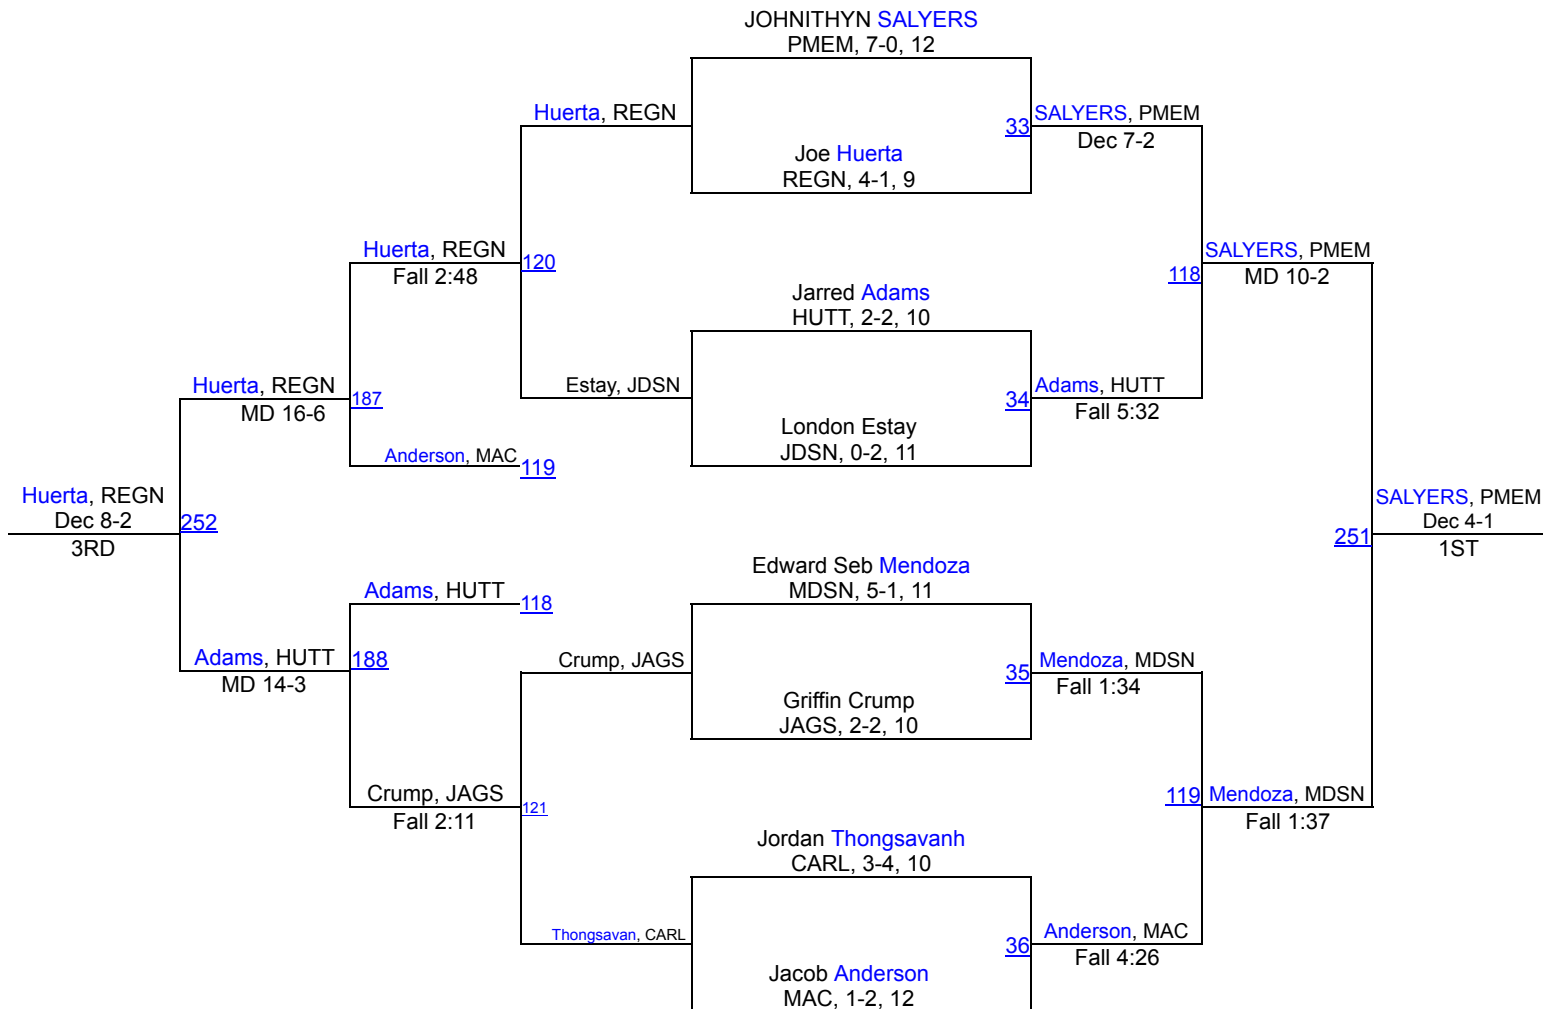 JOHNITHYN SALYERS
PMEM, 7-0, 12
Huerta, REGN
33
SALYERS, PMEM
Dec 7-2
Joe Huerta
REGN, 4-1, 9
Huerta, REGN
Fall 2:48
120
SALYERS, PMEM
MD 10-2
118
Jarred Adams
HUTT, 2-2, 10
Huerta, REGN
MD 16-6
187
Estay, JDSN
34
Adams, HUTT
Fall 5:32
London Estay
JDSN, 0-2, 11
Anderson, MAC
119
Huerta, REGN
Dec 8-2
3RD
252
SALYERS, PMEM
Dec 4-1
1ST
251
Edward Seb Mendoza
MDSN, 5-1, 11
Adams, HUTT
118
Adams, HUTT
MD 14-3
188
Crump, JAGS
35
Mendoza, MDSN
Fall 1:34
Griffin Crump
JAGS, 2-2, 10
Crump, JAGS
Fall 2:11
121
119
Mendoza, MDSN
Fall 1:37
Jordan Thongsavanh
CARL, 3-4, 10
Thongsavan, CARL
36
Anderson, MAC
Fall 4:26
Jacob Anderson
MAC, 1-2, 12